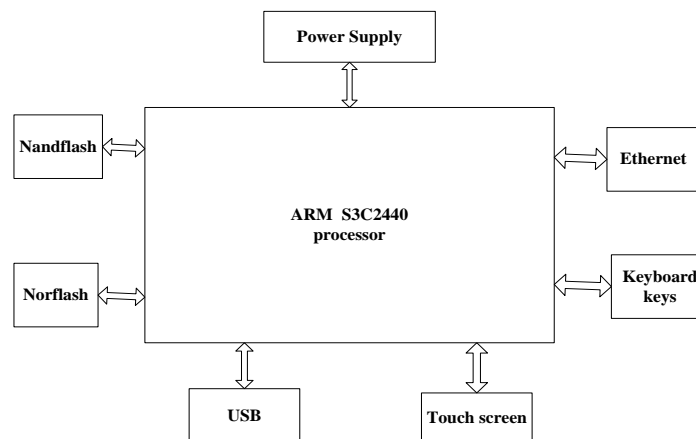 Power Supply
Nandflash
Ethernet
ARM S3C2440
processor
Norflash
Keyboard
keys
USB
Touch screen